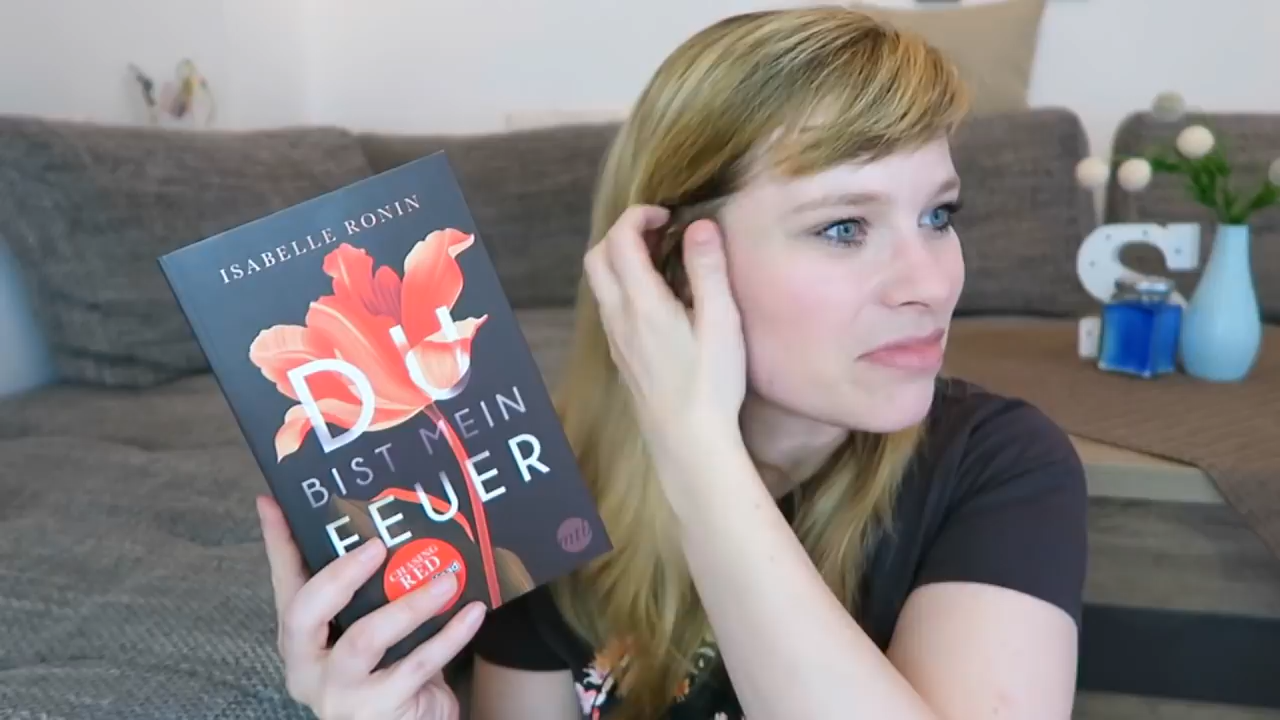 ISABELLE RONIN
DU
BIST MEIN
FEUER
mtb
CHASING
RED
S